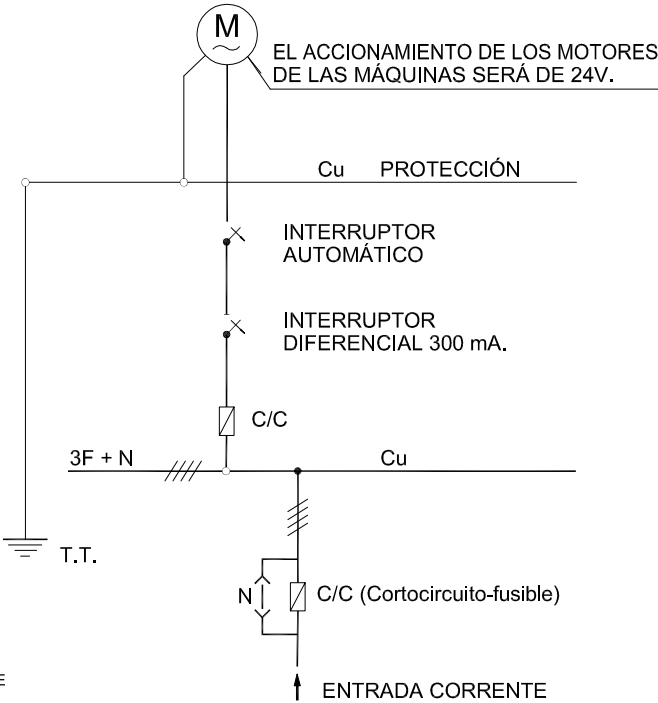 M
EL ACCIONAMIENTO DE LOS MOTORES
DE LAS MÁQUINAS SERÁ DE 24V.
Cu PROTECCIÓN
INTERRUPTOR
AUTOMÁTICO
INTERRUPTOR
DIFERENCIAL 300 mA.
C/C
3F + N
Cu
T.T.
N
C/C (Cortocircuito-fusible)
E
ENTRADA CORRENTE